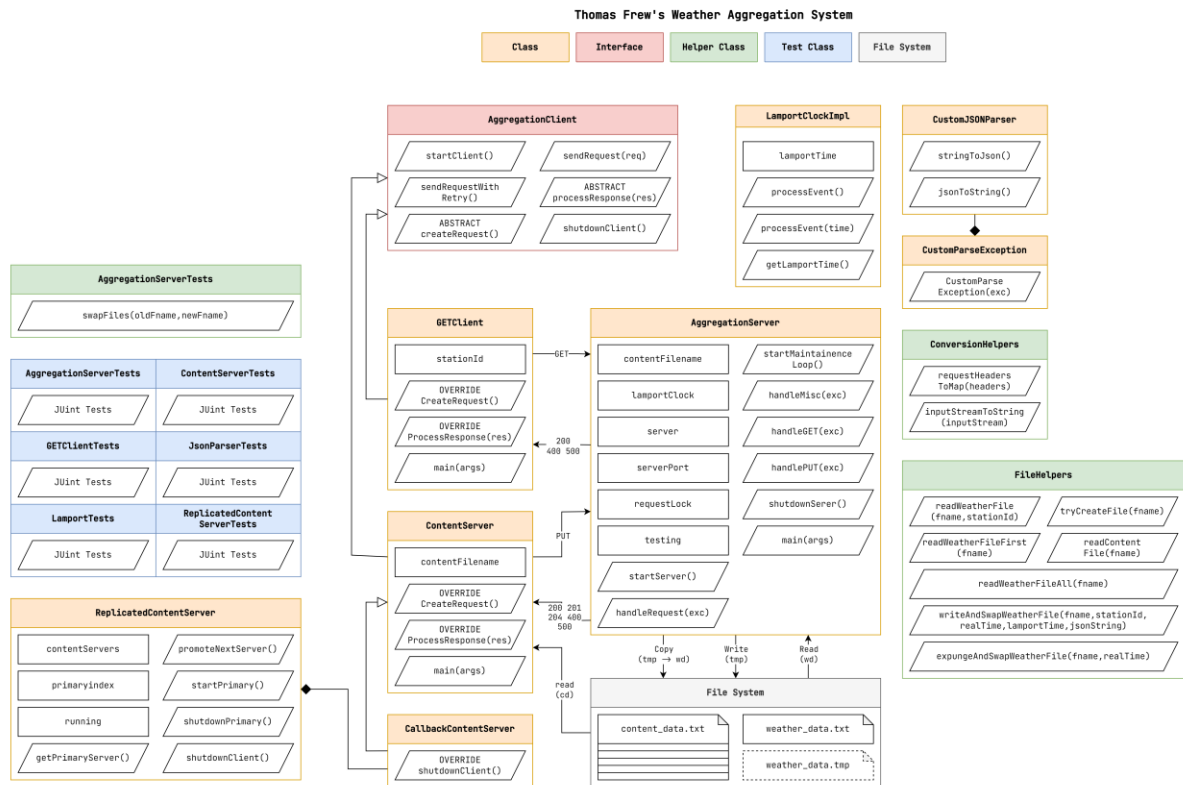 Thomas Frew's Weather Aggregation System
Class
Interface
Helper Class
Test Class
File System
AggregationClient
startClient()
sendRequest(req)
sendRequestWith
Retry()
ABSTRACT
processResponse(res)
ABSTRACT
createRequest()
shutdownClient()
LamportClockImpl
lamportTime
processEvent()
processEvent(time)
getLamportTime()
CustomJSONParser
stringToJson()
jsonToString()
CustomParseException
CustomParse
Exception(exc)
AggregationServerTests
swapFiles(oldFname,newFname)
AggregationServerTests
ContentServerTests
JUint Tests
JUint Tests
GETClientTests
JsonParserTests
JUint Tests
JUint Tests
LamportTests
ReplicatedContent
ServerTests
JUint Tests
JUint Tests
ReplicatedContentServer
contentServers
promoteNextServer()
primaryindex
startPrimary()
running
shutdownPrimary()
getPrimaryServer()
shutdownClient()
GETClient
stationId
OVERRIDE
CreateRequest()
OVERRIDE
ProcessResponse(res)
main(args)
GET
200
400 500
ContentServer
contentFilename
OVERRIDE
CreateRequest()
OVERRIDE
ProcessResponse(res)
main(args)
PUT
200 201
204 400
500
read
(cd)
CallbackContentServer
OVERRIDE
shutdownClient()
AggregationServer
contentFilename
startMaintainence
Loop()
lamportClock
handleMisc(exc)
server
handleGET(exc)
serverPort
handlePUT(exc)
requestLock
shutdownSerer()
testing
main(args)
startServer()
handleRequest(exc)
Copy
(tmp → wd)
Write
(tmp)
Read
(wd)
File System
content_data.txt
weather_data.txt
weather_data.tmp
ConversionHelpers
requestHeaders
ToMap(headers)
inputStreamToString
(inputStream)
FileHelpers
readWeatherFile
(fname,stationId)
tryCreateFile(fname)
readWeatherFileFirst
(fname)
readContent
File(fname)
readWeatherFileAll(fname)
writeAndSwapWeatherFile(fname,stationId,
realTime,lamportTime,jsonString)
expungeAndSwapWeatherFile(fname,realTime)